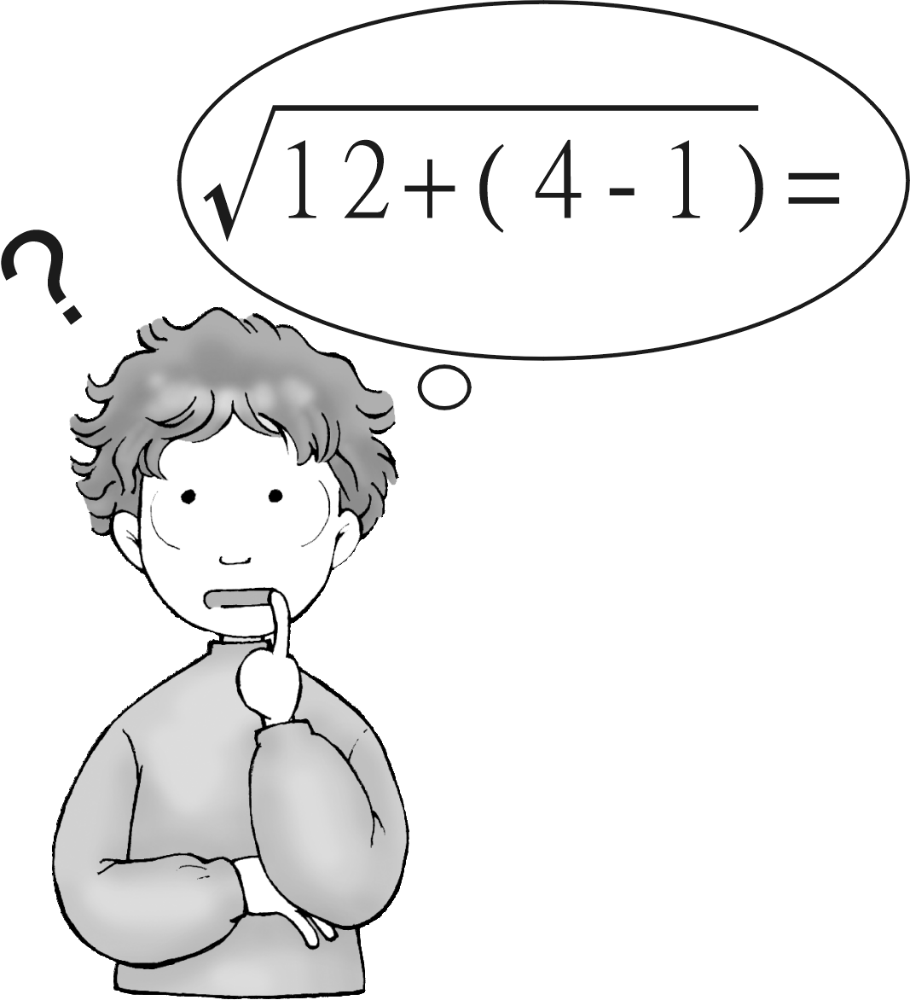 ?
√12+(4-1)=